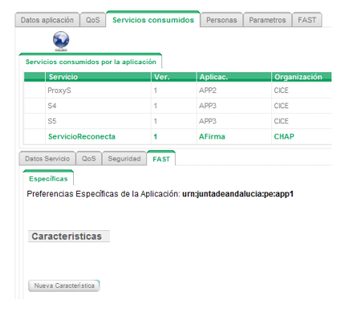 Datos aplicación QoS Servicios consumidos Personas Parametros FAST
Servicios consumidos por la aplicación
Servicio Ver. Aplicac. Organización
ProxyS 1 APP2 CICE
S4 1 APP3 CICE
S5 1 APP3 CICE
ServicioReconecta 1 AFirma CHAP
Datos Servicio QoS Seguridad FAST
Específicas
Preferencias Específicas de la Aplicación: urn:juntadeandalucia:pe:app1
Características
Nueva Característica